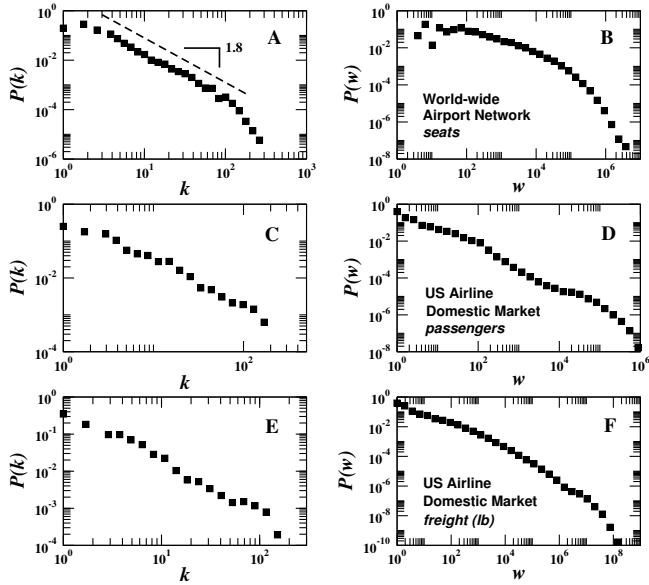 A
1.8
P(k)
10^0
10^-2
10^-4
10^-6
10^0
10^1
10^2
10^3
k
B
World-wide
Airport Network
seats
P(w)
10^0
10^-2
10^-4
10^-6
10^-8
10^0
10^2
10^4
10^6
w
C
P(k)
10^0
10^-2
10^-4
10^0
10^2
k
D
US Airline
Domestic Market
passengers
P(w)
10^0
10^-2
10^-4
10^-6
10^-8
10^0
10^2
10^4
10^6
w
E
P(k)
10^0
10^-1
10^-2
10^-3
10^-4
10^0
10^1
10^2
k
F
US Airline
Domestic Market
freight (lb)
P(w)
10^0
10^-2
10^-4
10^-6
10^-8
10^-10
10^0
10^2
10^4
10^6
10^8
w